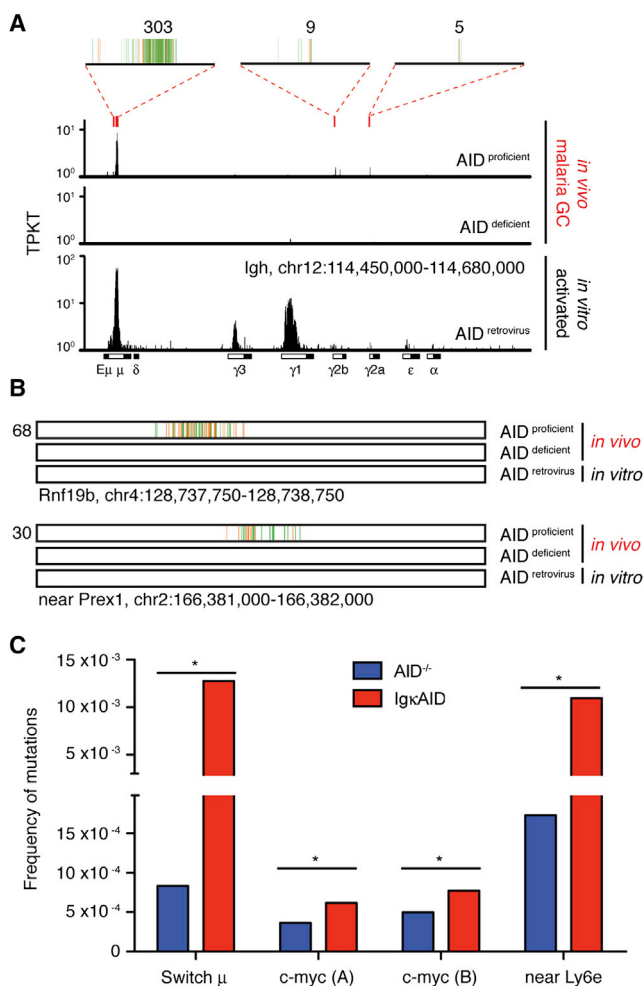 A
303
9
5
10¹
10⁰
AID proficient
10¹
10⁰
AID deficient
10²
10¹
10⁰
Igh, chr12:114,450,000-114,680,000
AID retrovirus
TPKT
in vivo
malaria GC
in vitro
activated
Eμ μ δ γ3 γ1 γ2b γ2a ε α
B
68
AID proficient
AID deficient
in vivo
AID retrovirus
in vitro
Rnf19b, chr4:128,737,750-128,738,750
30
AID proficient
AID deficient
in vivo
AID retrovirus
in vitro
near Prex1, chr2:166,381,000-166,382,000
C
Frequency of mutations
15 x10⁻³
10 x10⁻³
5 x10⁻³
15 x10⁻⁴
10 x10⁻⁴
5 x10⁻⁴
0
AID⁻/⁻
IgκAID
*
*
*
*
Switch μ
c-myc (A)
c-myc (B)
near Ly6e